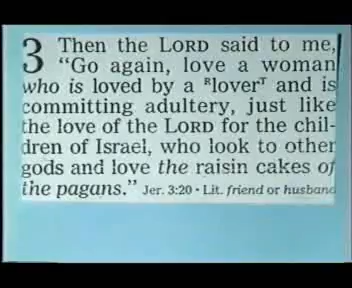 3 Then the LORD said to me,
"Go again, love a woman
who is loved by a ᴿloverᵀ and is
committing adultery, just like
the love of the LORD for the chil-
dren of Israel, who look to other
gods and love the raisin cakes of
the pagans." Jer. 3:20 · Lit. friend or husband